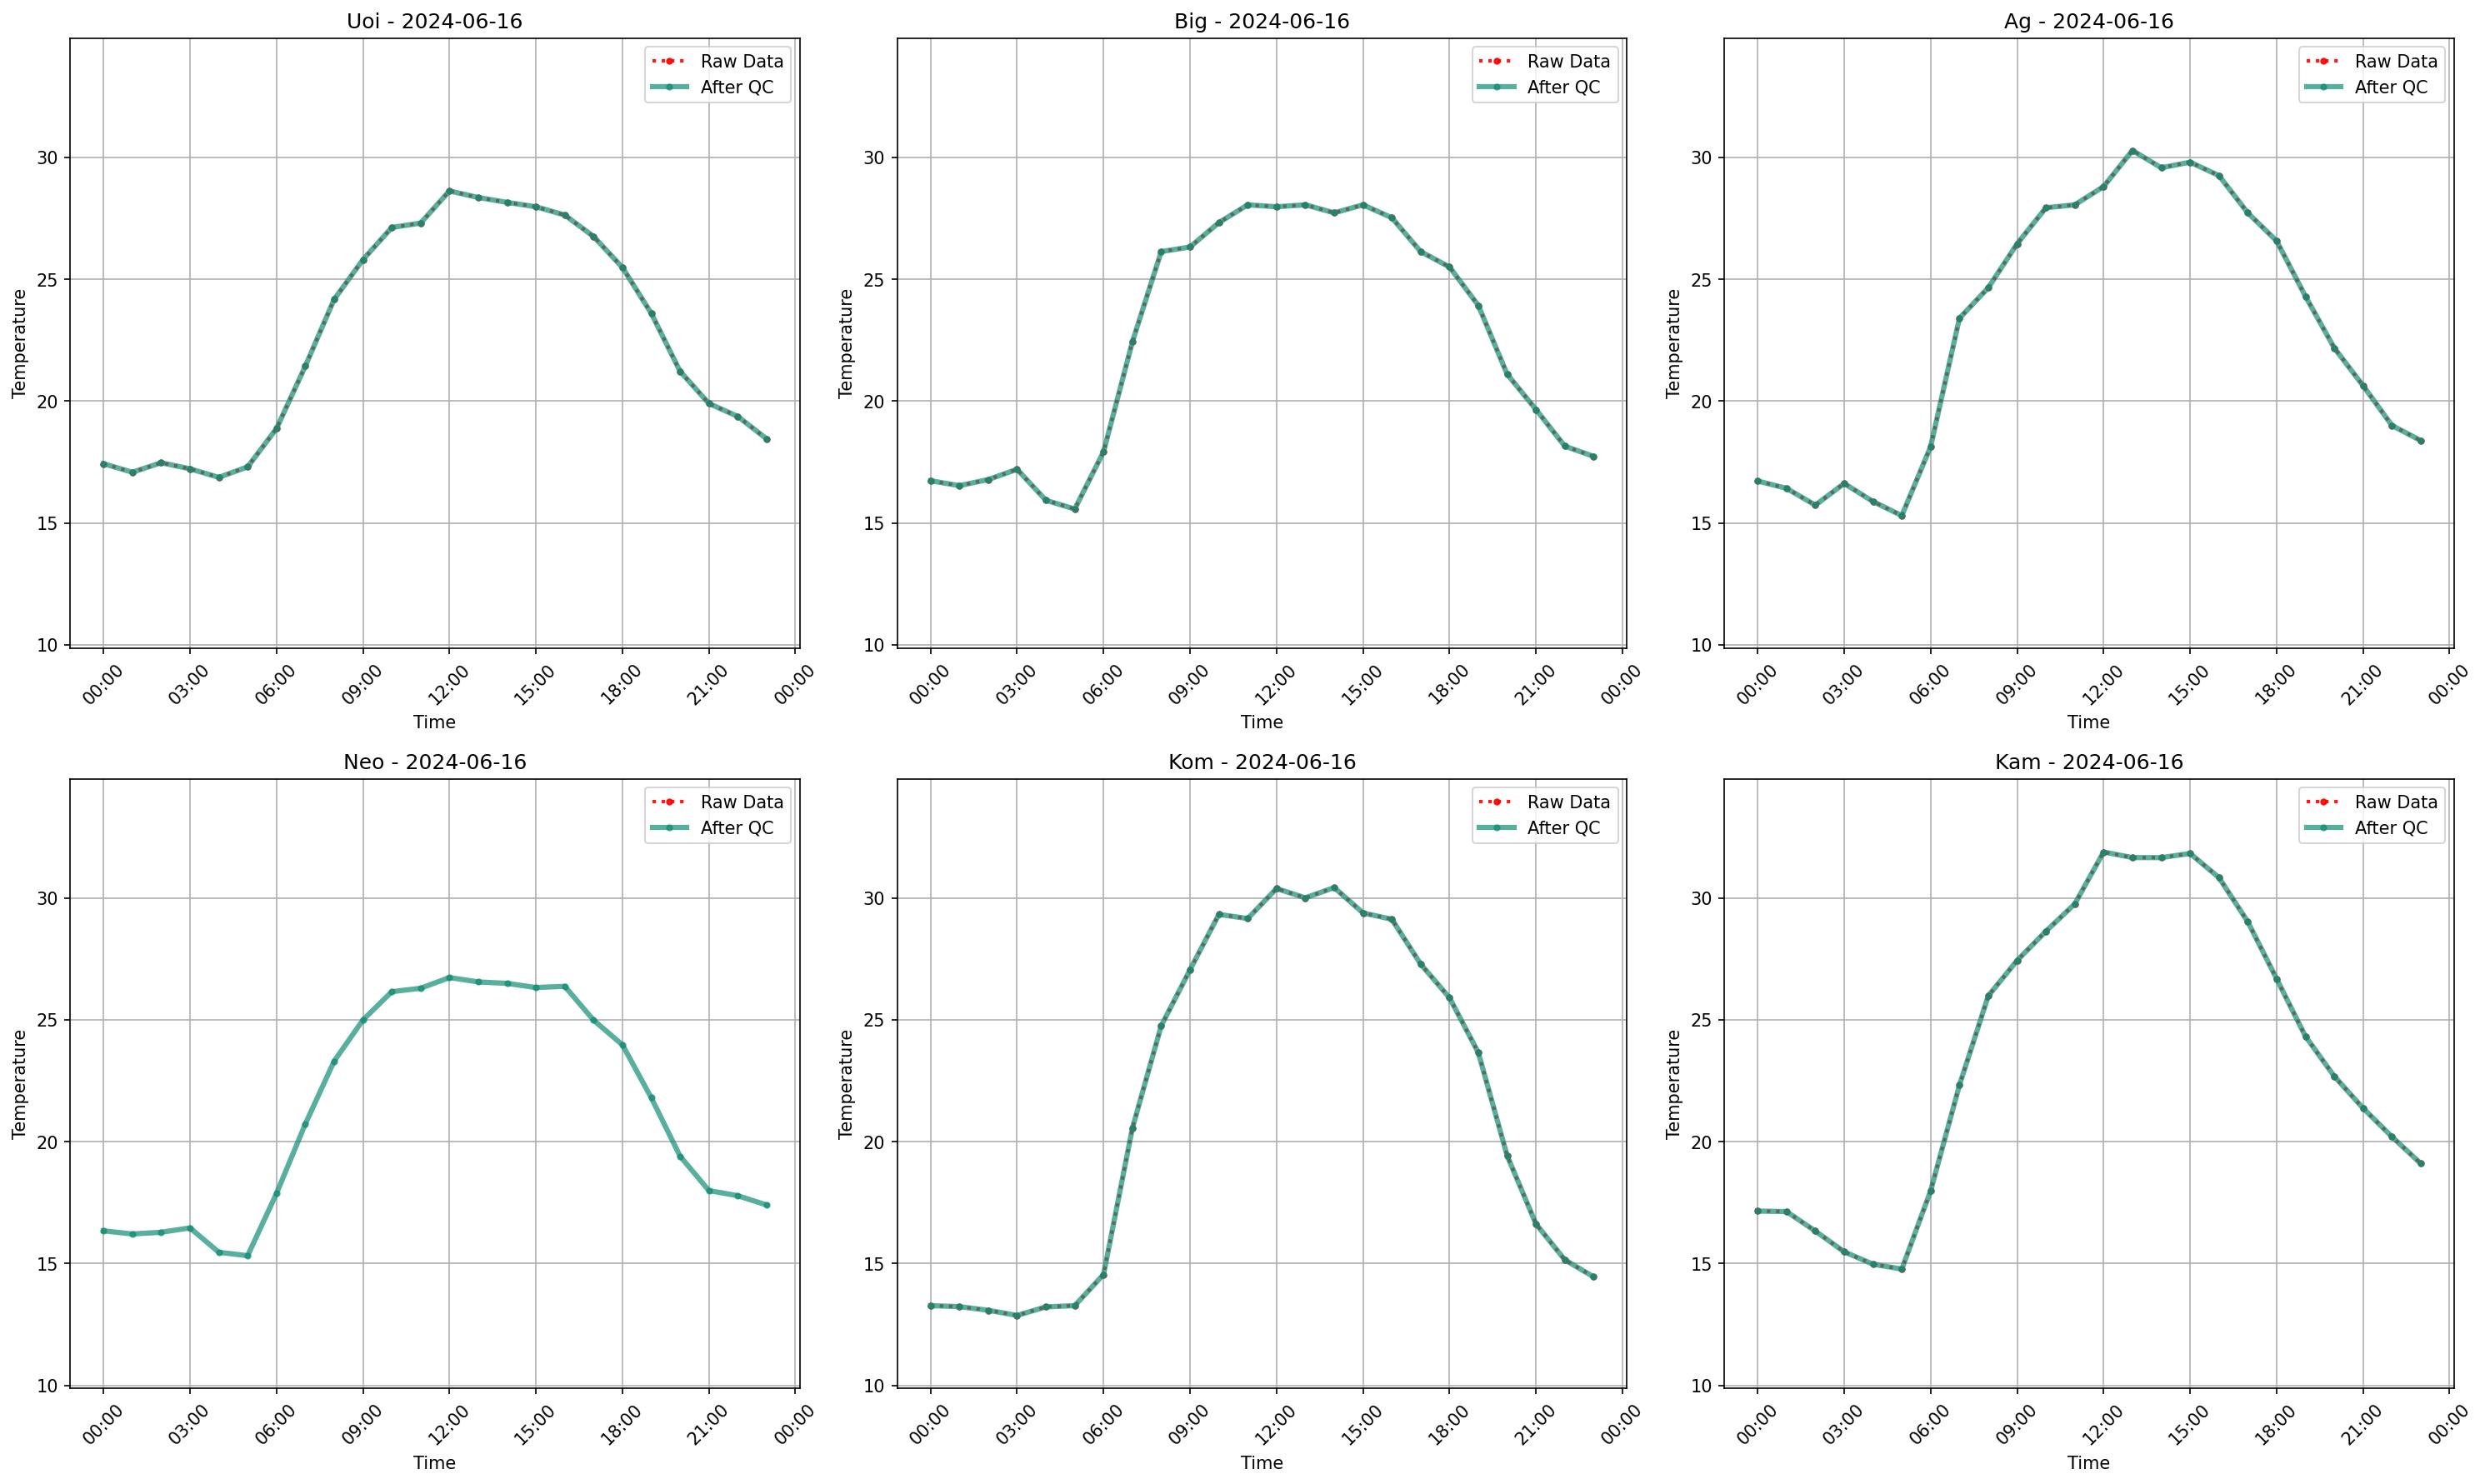 Uoi - 2024-06-16
Raw Data
After QC
Temperature
30
25
20
15
10
00:00
03:00
06:00
09:00
12:00
15:00
18:00
21:00
00:00
Time
Big - 2024-06-16
Raw Data
After QC
Temperature
30
25
20
15
10
00:00
03:00
06:00
09:00
12:00
15:00
18:00
21:00
00:00
Time
Ag - 2024-06-16
Raw Data
After QC
Temperature
30
25
20
15
10
00:00
03:00
06:00
09:00
12:00
15:00
18:00
21:00
00:00
Time
Neo - 2024-06-16
Raw Data
After QC
Temperature
30
25
20
15
10
00:00
03:00
06:00
09:00
12:00
15:00
18:00
21:00
00:00
Time
Kom - 2024-06-16
Raw Data
After QC
Temperature
30
25
20
15
10
00:00
03:00
06:00
09:00
12:00
15:00
18:00
21:00
00:00
Time
Kam - 2024-06-16
Raw Data
After QC
Temperature
30
25
20
15
10
00:00
03:00
06:00
09:00
12:00
15:00
18:00
21:00
00:00
Time